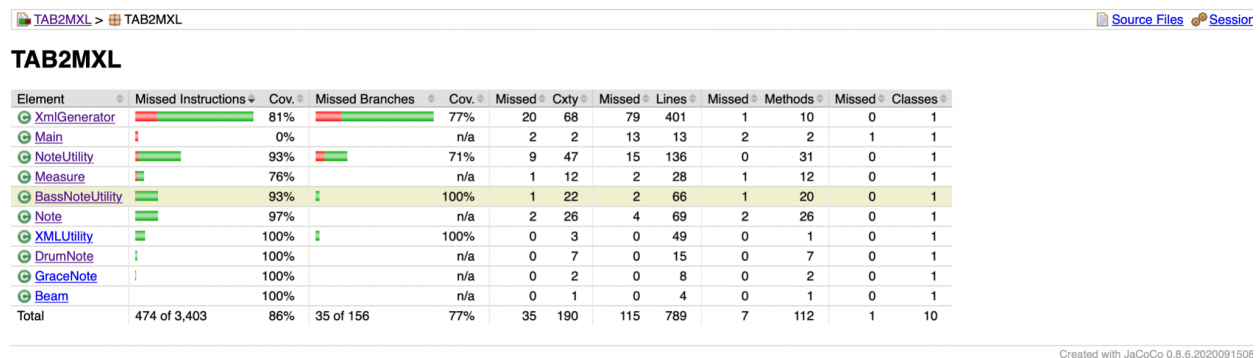 TAB2MXL > TAB2MXL Source Files Session
TAB2MXL
Element Missed Instructions Cov. Missed Branches Cov. Missed Cxty Missed Lines Missed Methods Missed Classes
XmlGenerator 81% 77% 20 68 79 401 1 10 0 1
Main 0% n/a 2 2 13 13 2 2 1 1
NoteUtility 93% 71% 9 47 15 136 0 31 0 1
Measure 76% n/a 1 12 2 28 1 12 0 1
BassNoteUtility 93% 100% 1 22 2 66 1 20 0 1
Note 97% n/a 2 26 4 69 2 26 0 1
XMLUtility 100% 100% 0 3 0 49 0 1 0 1
DrumNote 100% n/a 0 7 0 15 0 7 0 1
GraceNote 100% n/a 0 2 0 8 0 2 0 1
Beam 100% n/a 0 1 0 4 0 1 0 1
Total 474 of 3,403 86% 35 of 156 77% 35 190 115 789 7 112 1 10
Created with JaCoCo 0.8.6.2020091508